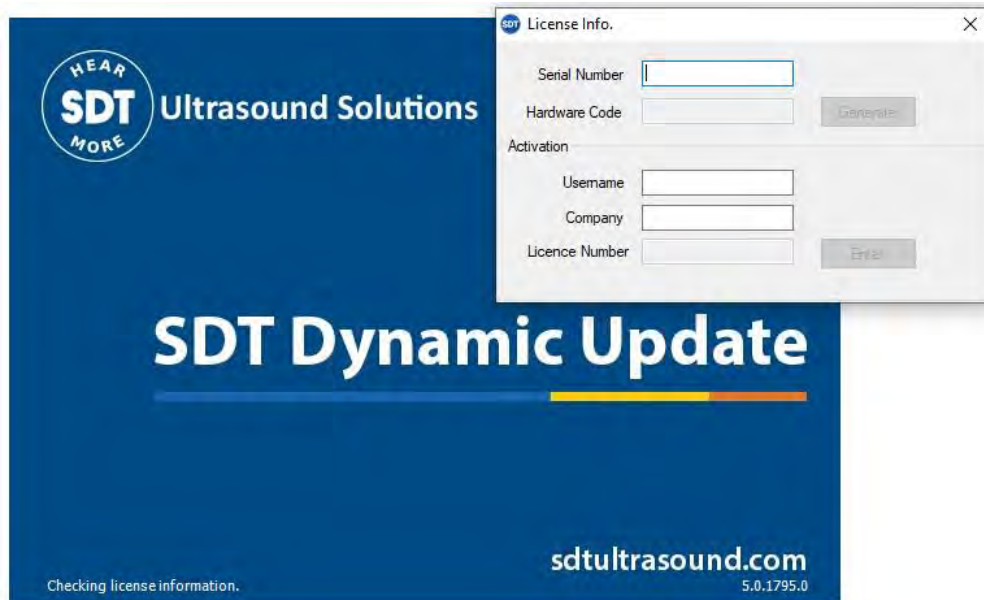 HEAR
SDT
MORE
Ultrasound Solutions
SDT Dynamic Update
sdtultrasound.com
5.0.1795.0
Checking license information.
SDT
License Info.
Serial Number
Hardware Code
Generate
Activation
Username
Company
Licence Number
Enter